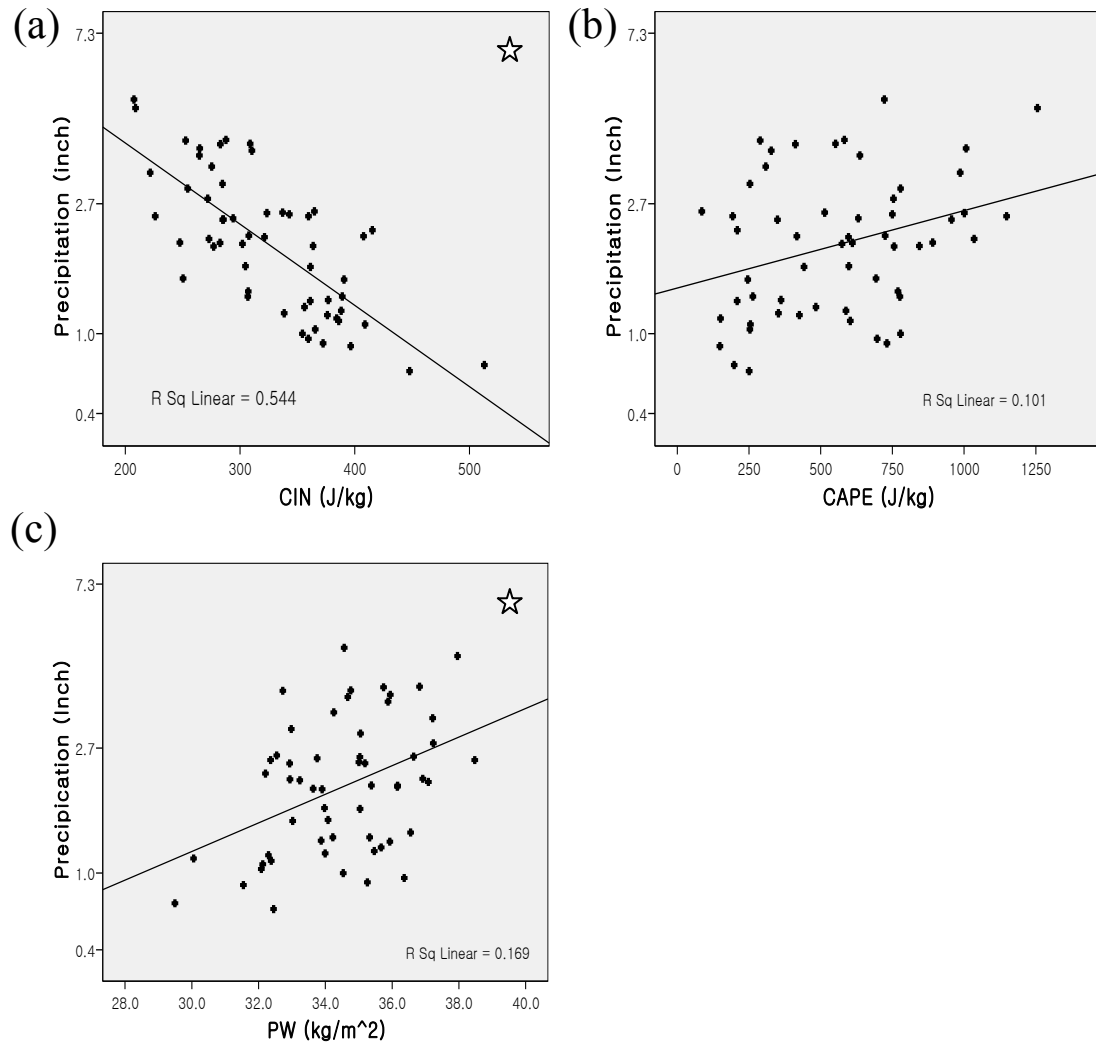 (a)
7.3
2.7
1.0
0.4
Precipitation (inch)
R Sq Linear = 0.544
200 300 400 500
CIN (J/kg)
(b)
7.3
2.7
1.0
0.4
Precipitation (Inch)
R Sq Linear = 0.101
0 250 500 750 1000 1250
CAPE (J/kg)
(c)
7.3
2.7
1.0
0.4
Precipication (Inch)
R Sq Linear = 0.169
28.0 30.0 32.0 34.0 36.0 38.0 40.0
PW (kg/m^2)